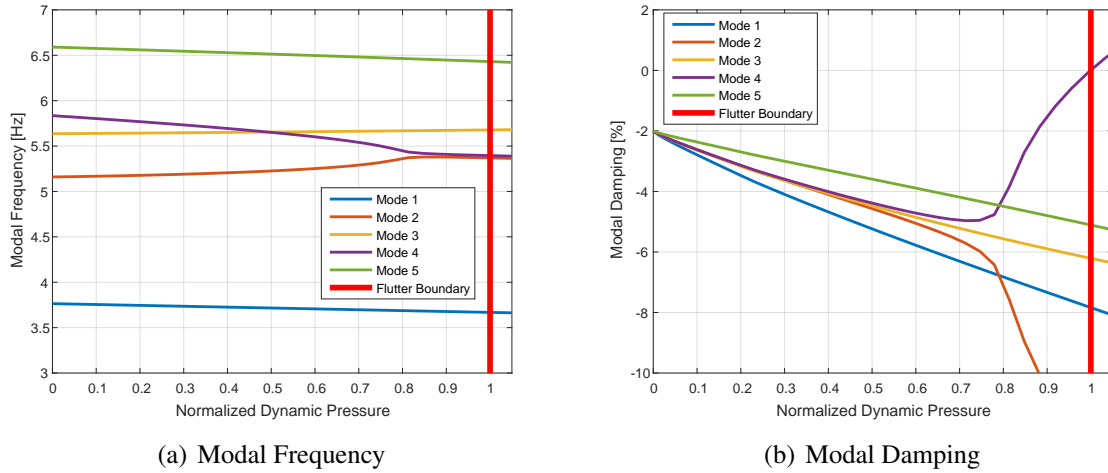 7
6.5
6
5.5
5
4.5
4
3.5
3
Modal Frequency [Hz]
Mode 1
Mode 2
Mode 3
Mode 4
Mode 5
Flutter Boundary
0 0.1 0.2 0.3 0.4 0.5 0.6 0.7 0.8 0.9 1
Normalized Dynamic Pressure
(a) Modal Frequency
2
0
-2
-4
-6
-8
-10
Modal Damping [%]
Mode 1
Mode 2
Mode 3
Mode 4
Mode 5
Flutter Boundary
0 0.1 0.2 0.3 0.4 0.5 0.6 0.7 0.8 0.9 1
Normalized Dynamic Pressure
(b) Modal Damping